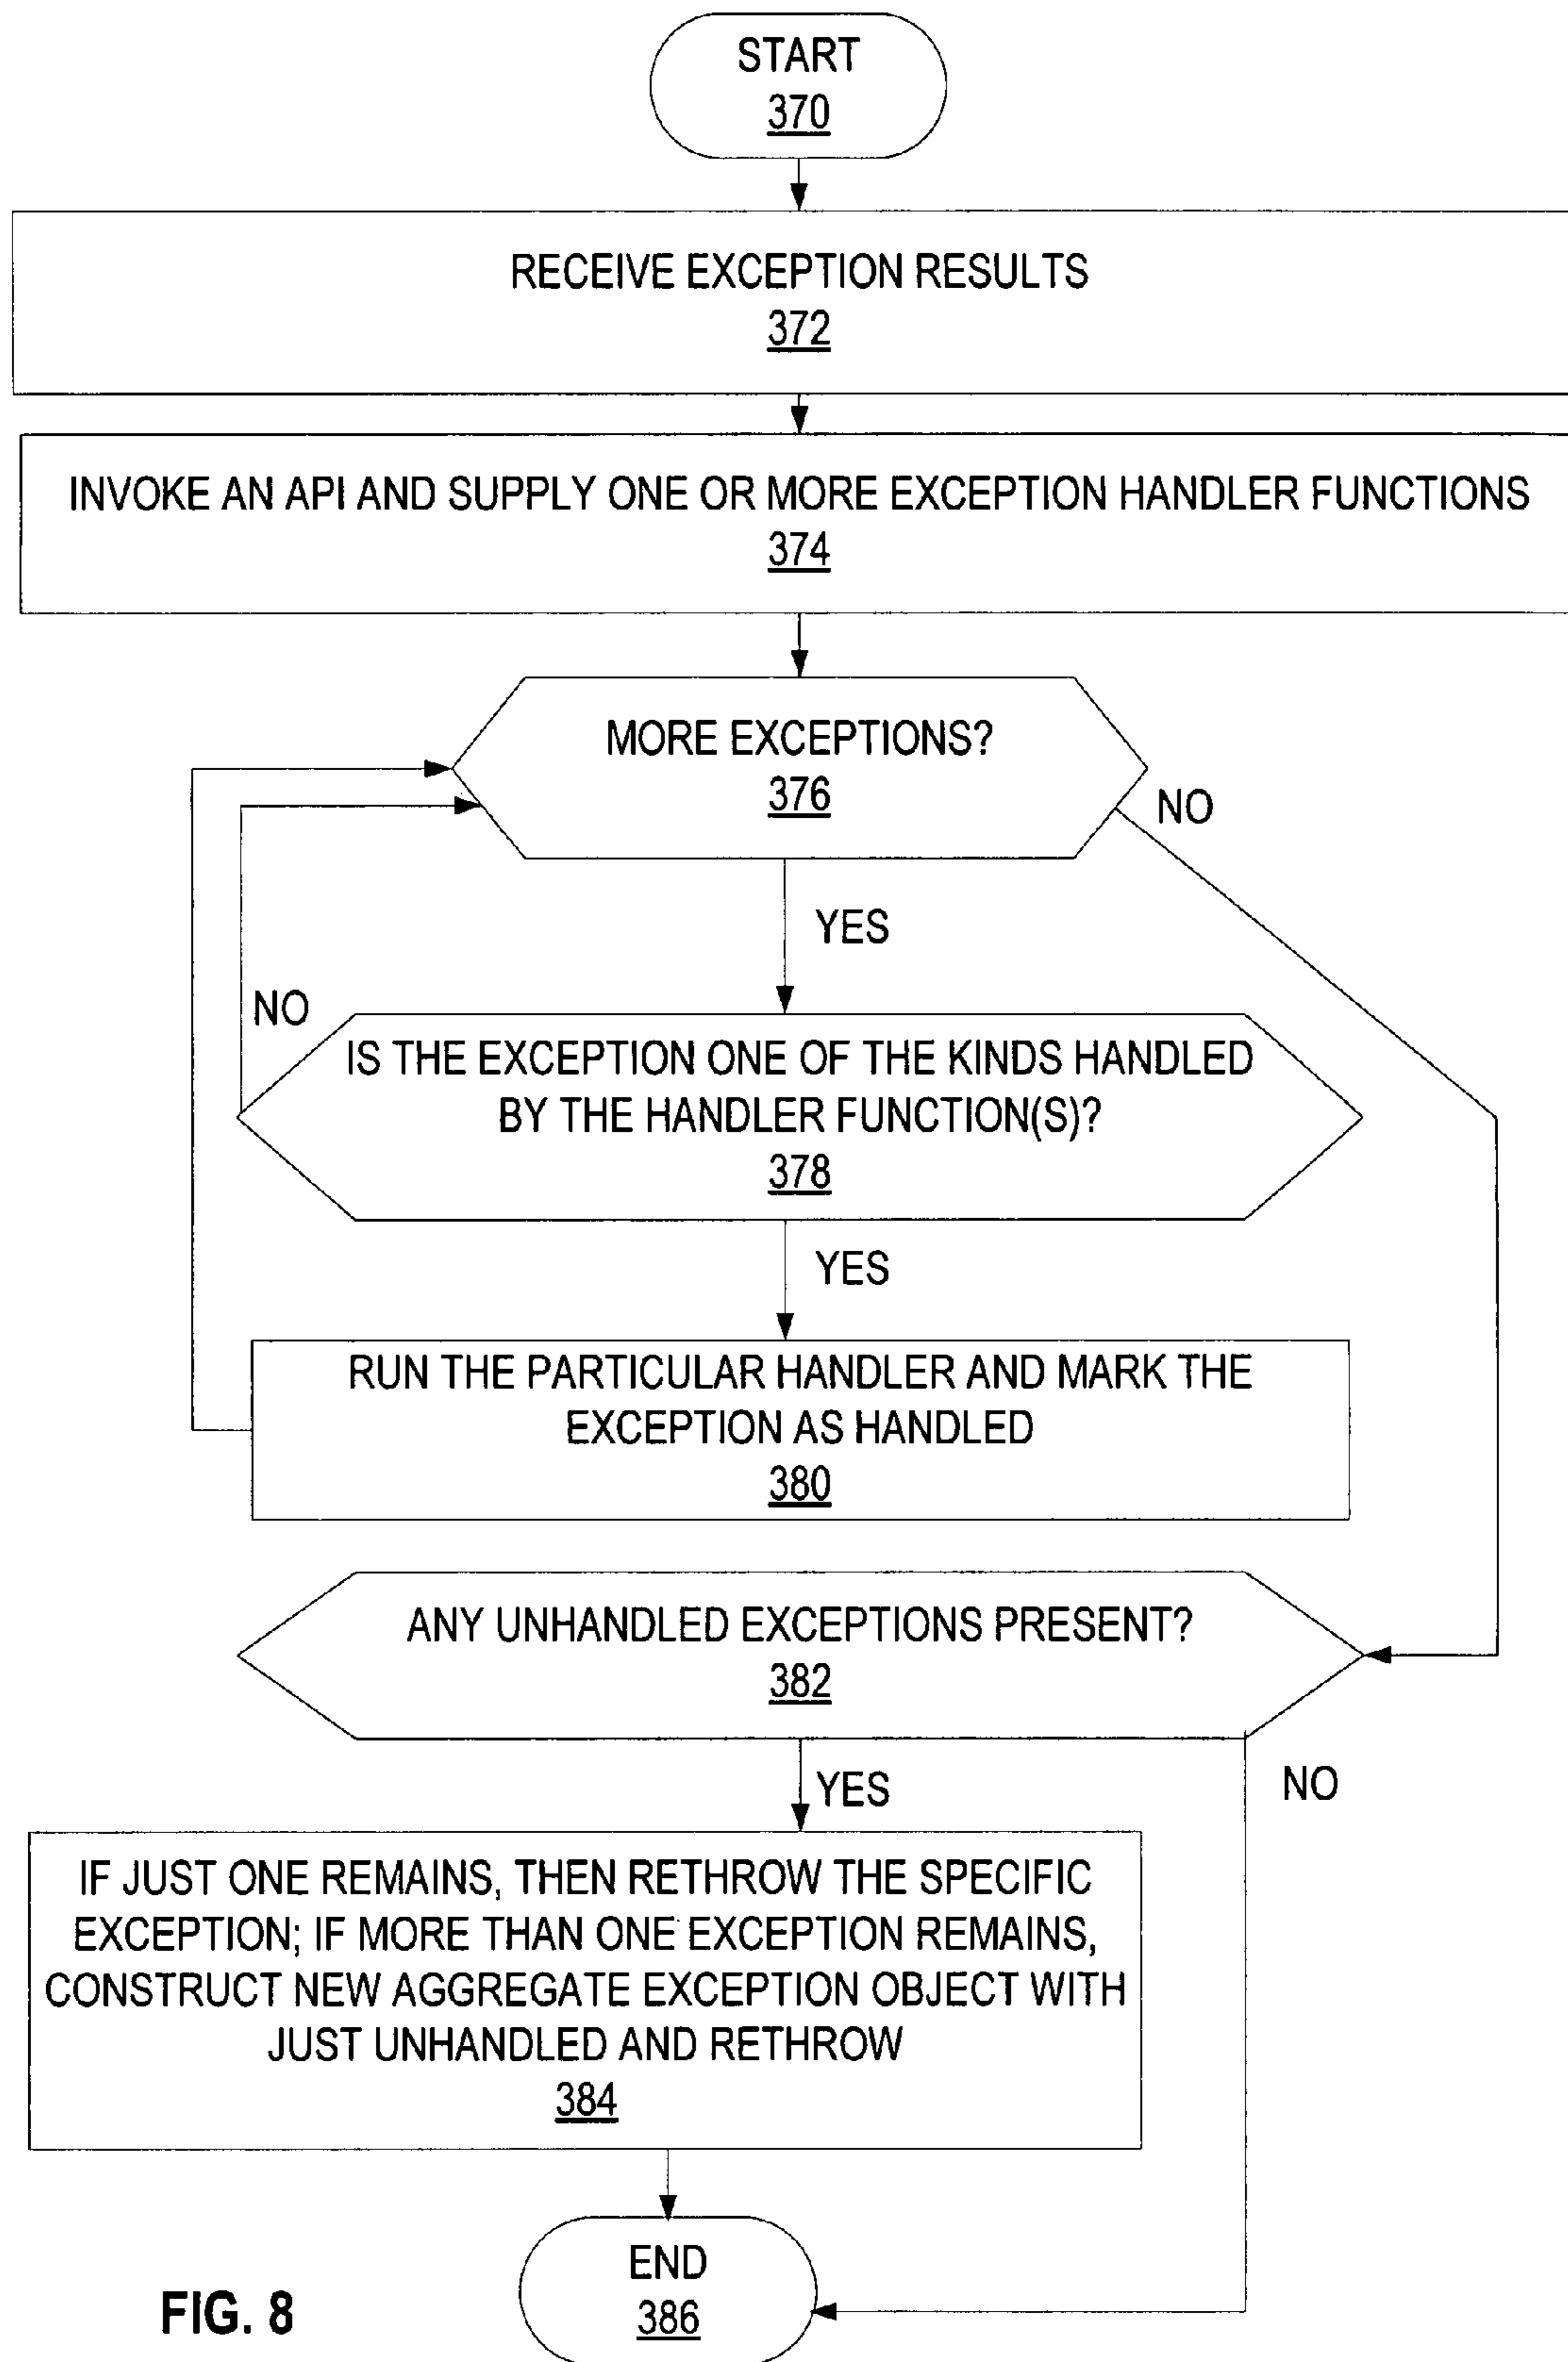 START
370
RECEIVE EXCEPTION RESULTS
372
INVOKE AN API AND SUPPLY ONE OR MORE EXCEPTION HANDLER FUNCTIONS
374
MORE EXCEPTIONS?
376
NO
YES
NO
IS THE EXCEPTION ONE OF THE KINDS HANDLED
BY THE HANDLER FUNCTION(S)?
378
YES
RUN THE PARTICULAR HANDLER AND MARK THE
EXCEPTION AS HANDLED
380
ANY UNHANDLED EXCEPTIONS PRESENT?
382
YES
NO
IF JUST ONE REMAINS, THEN RETHROW THE SPECIFIC
EXCEPTION; IF MORE THAN ONE EXCEPTION REMAINS,
CONSTRUCT NEW AGGREGATE EXCEPTION OBJECT WITH
JUST UNHANDLED AND RETHROW
384
END
386
FIG. 8